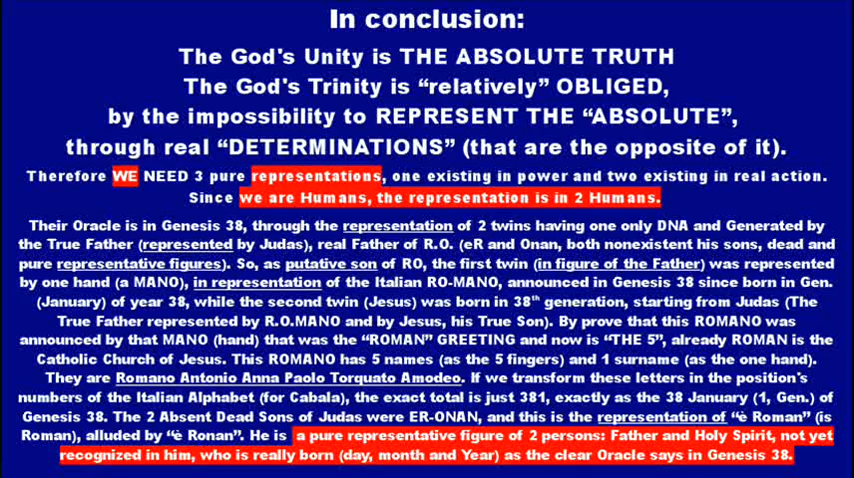 In conclusion:
The God's Unity is THE ABSOLUTE TRUTH
The God's Trinity is “relatively” OBLIGED,
by the impossibility to REPRESENT THE “ABSOLUTE”,
through real “DETERMINATIONS” (that are the opposite of it).
Therefore WE NEED 3 pure representations, one existing in power and two existing in real action.
Since we are Humans, the representation is in 2 Humans.
Their Oracle is in Genesis 38, through the representation of 2 twins having one only DNA and Generated by
the True Father (represented by Judas), real Father of R.O. (eR and Onan, both nonexistent his sons, dead and
pure representative figures). So, as putative son of RO, the first twin (in figure of the Father) was represented
by one hand (a MANO), in representation of the Italian RO-MANO, announced in Genesis 38 since born in Gen.
(January) of year 38, while the second twin (Jesus) was born in 38th generation, starting from Judas (The
True Father represented by R.O.MANO and by Jesus, his True Son). By prove that this ROMANO was
announced by that MANO (hand) that was the “ROMAN” GREETING and now is “THE 5”, already ROMAN is the
Catholic Church of Jesus. This ROMANO has 5 names (as the 5 fingers) and 1 surname (as the one hand).
They are Romano Antonio Anna Paolo Torquato Amodeo. If we transform these letters in the position's
numbers of the Italian Alphabet (for Cabala), the exact total is just 381, exactly as the 38 January (1, Gen.) of
Genesis 38. The 2 Absent Dead Sons of Judas were ER-ONAN, and this is the representation of “è Roman” (is
Roman), alluded by “è Ronan”. He is a pure representative figure of 2 persons: Father and Holy Spirit, not yet
recognized in him, who is really born (day, month and Year) as the clear Oracle says in Genesis 38.